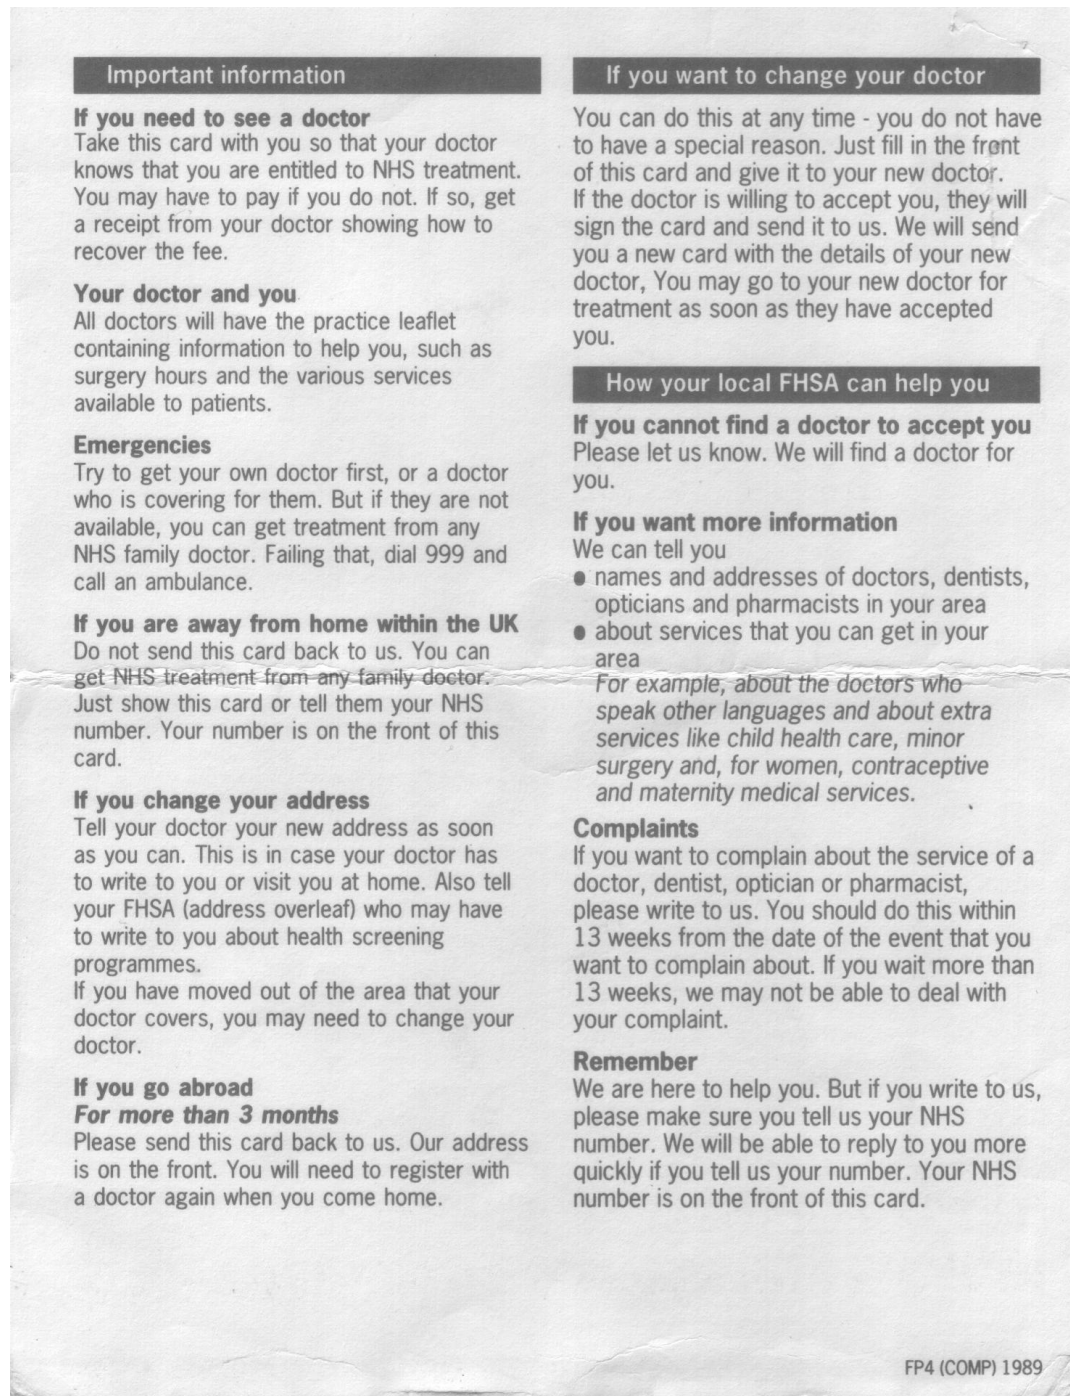 Important information
If you need to see a doctor
Take this card with you so that your doctor
knows that you are entitled to NHS treatment.
You may have to pay if you do not. If so, get
a receipt from your doctor showing how to
recover the fee.
Your doctor and you
All doctors will have the practice leaflet
containing information to help you, such as
surgery hours and the various services
available to patients.
Emergencies
Try to get your own doctor first, or a doctor
who is covering for them. But if they are not
available, you can get treatment from any
NHS family doctor. Failing that, dial 999 and
call an ambulance.
If you are away from home within the UK
Do not send this card back to us. You can
get NHS treatment from any family doctor.
Just show this card or tell them your NHS
number. Your number is on the front of this
card.
If you change your address
Tell your doctor your new address as soon
as you can. This is in case your doctor has
to write to you or visit you at home. Also tell
your FHSA (address overleaf) who may have
to write to you about health screening
programmes.
If you have moved out of the area that your
doctor covers, you may need to change your
doctor.
If you go abroad
For more than 3 months
Please send this card back to us. Our address
is on the front. You will need to register with
a doctor again when you come home.
If you want to change your doctor
You can do this at any time - you do not have
to have a special reason. Just fill in the front
of this card and give it to your new doctor.
If the doctor is willing to accept you, they will
sign the card and send it to us. We will send
you a new card with the details of your new
doctor, You may go to your new doctor for
treatment as soon as they have accepted
you.
How your local FHSA can help you
If you cannot find a doctor to accept you
Please let us know. We will find a doctor for
you.
If you want more information
We can tell you
● names and addresses of doctors, dentists,
opticians and pharmacists in your area
● about services that you can get in your
area
For example, about the doctors who
speak other languages and about extra
services like child health care, minor
surgery and, for women, contraceptive
and maternity medical services.
Complaints
If you want to complain about the service of a
doctor, dentist, optician or pharmacist,
please write to us. You should do this within
13 weeks from the date of the event that you
want to complain about. If you wait more than
13 weeks, we may not be able to deal with
your complaint.
Remember
We are here to help you. But if you write to us,
please make sure you tell us your NHS
number. We will be able to reply to you more
quickly if you tell us your number. Your NHS
number is on the front of this card.
FP4 (COMP) 1989